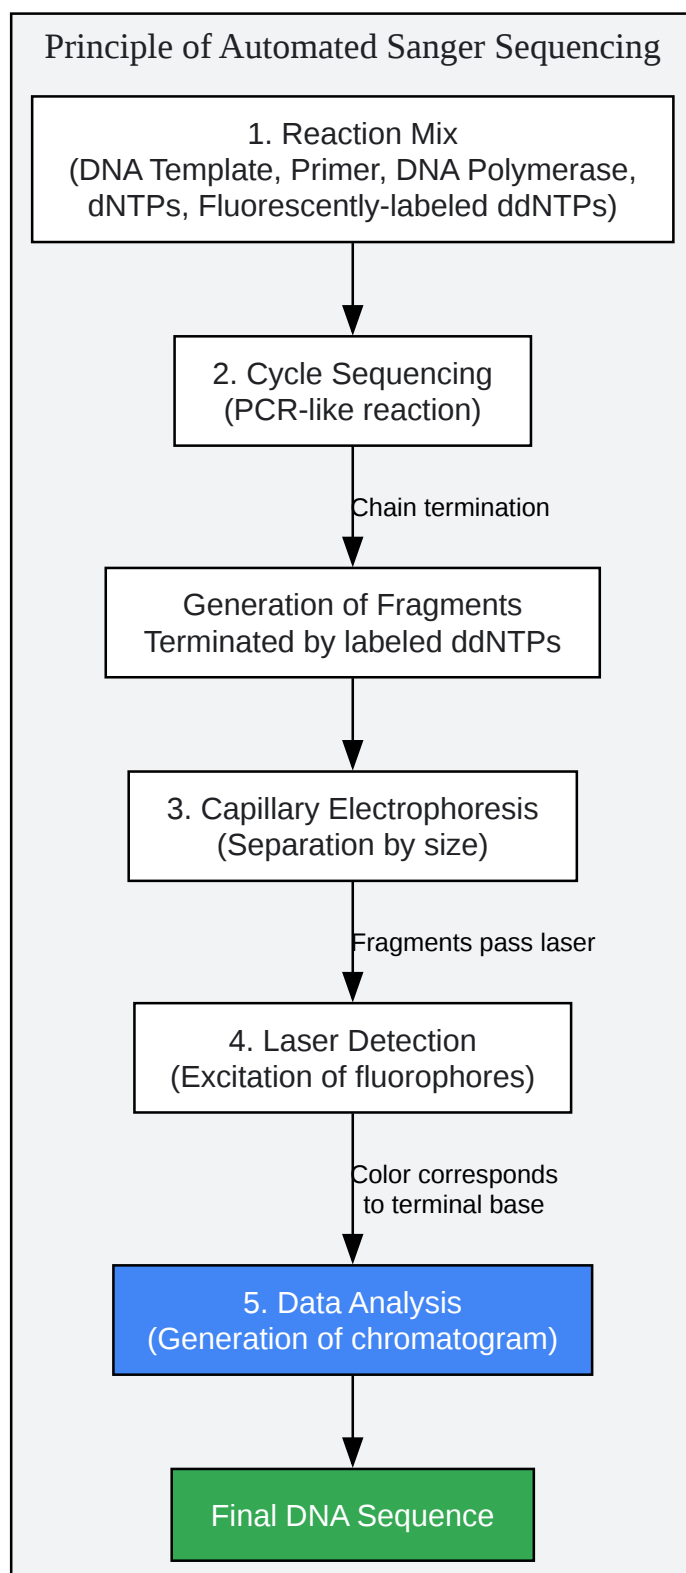 Principle of Automated Sanger Sequencing
1. Reaction Mix
(DNA Template, Primer, DNA Polymerase,
dNTPs, Fluorescently-labeled ddNTPs)
2. Cycle Sequencing
(PCR-like reaction)
Chain termination
Generation of Fragments
Terminated by labeled ddNTPs
3. Capillary Electrophoresis
(Separation by size)
Fragments pass laser
4. Laser Detection
(Excitation of fluorophores)
Color corresponds
to terminal base
5. Data Analysis
(Generation of chromatogram)
Final DNA Sequence